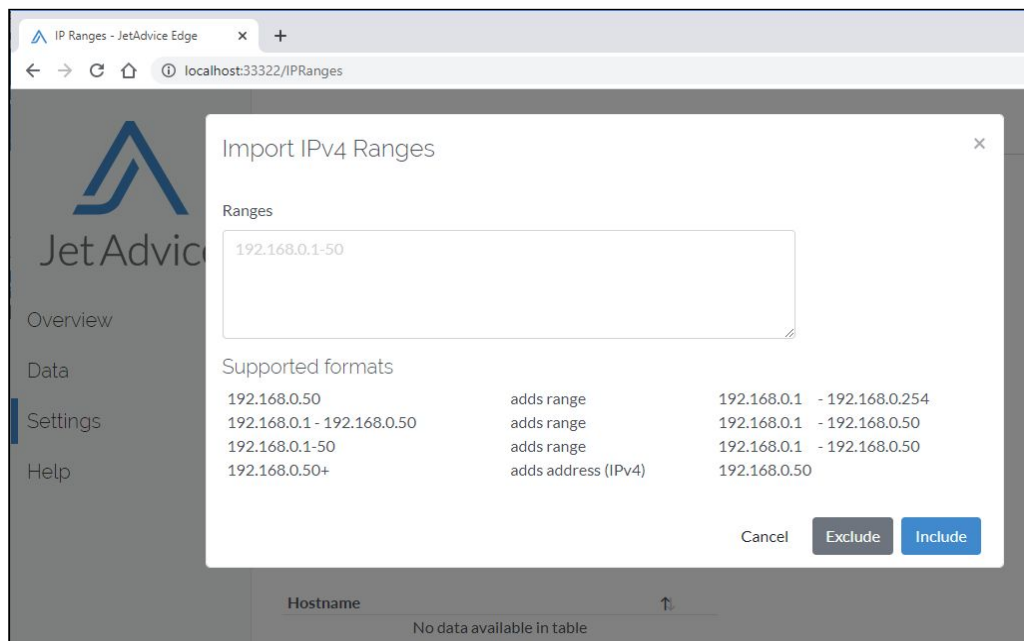 IP Ranges - JetAdvice Edge
localhost:33322/IPRanges
JetAdvic
Overview
Data
Settings
Help
Import IPv4 Ranges
×
Ranges
192.168.0.1-50
Supported formats
192.168.0.50 adds range 192.168.0.1 - 192.168.0.254
192.168.0.1 - 192.168.0.50 adds range 192.168.0.1 - 192.168.0.50
192.168.0.1-50 adds range 192.168.0.1 - 192.168.0.50
192.168.0.50+ adds address (IPv4) 192.168.0.50
Cancel Exclude Include
Hostname
No data available in table